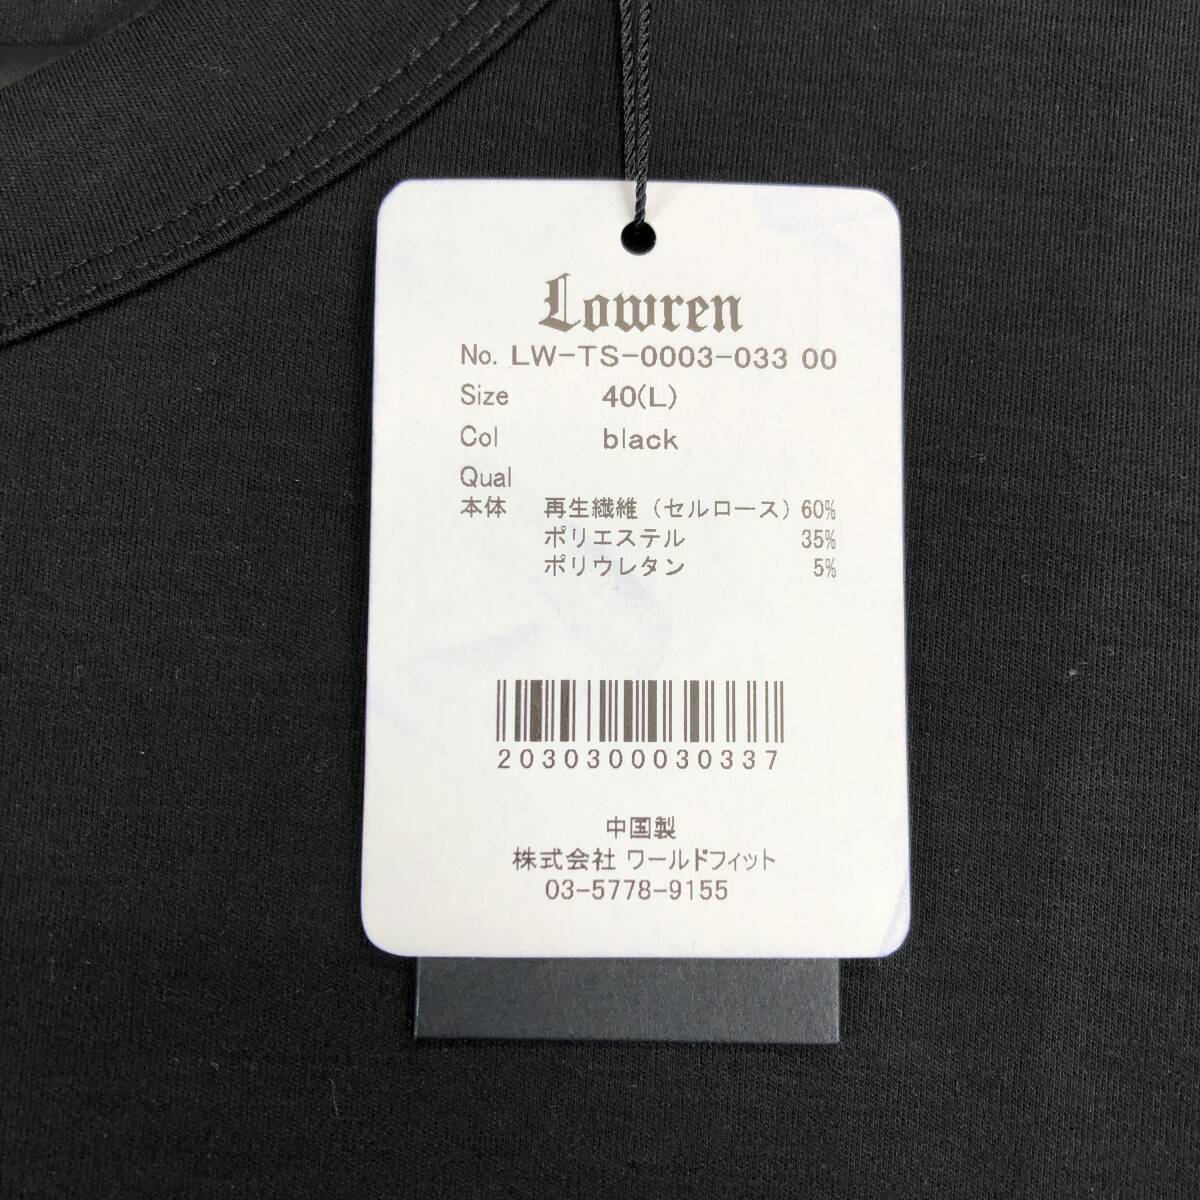 Lowren
No. LW-TS-0003-033 00
Size 40(L)
Col black
Qual
本体 再生繊維（セルロース）60%
ポリエステル 35%
ポリウレタン 5%
2030300030337
中国製
株式会社 ワールドフィット
03-5778-9155